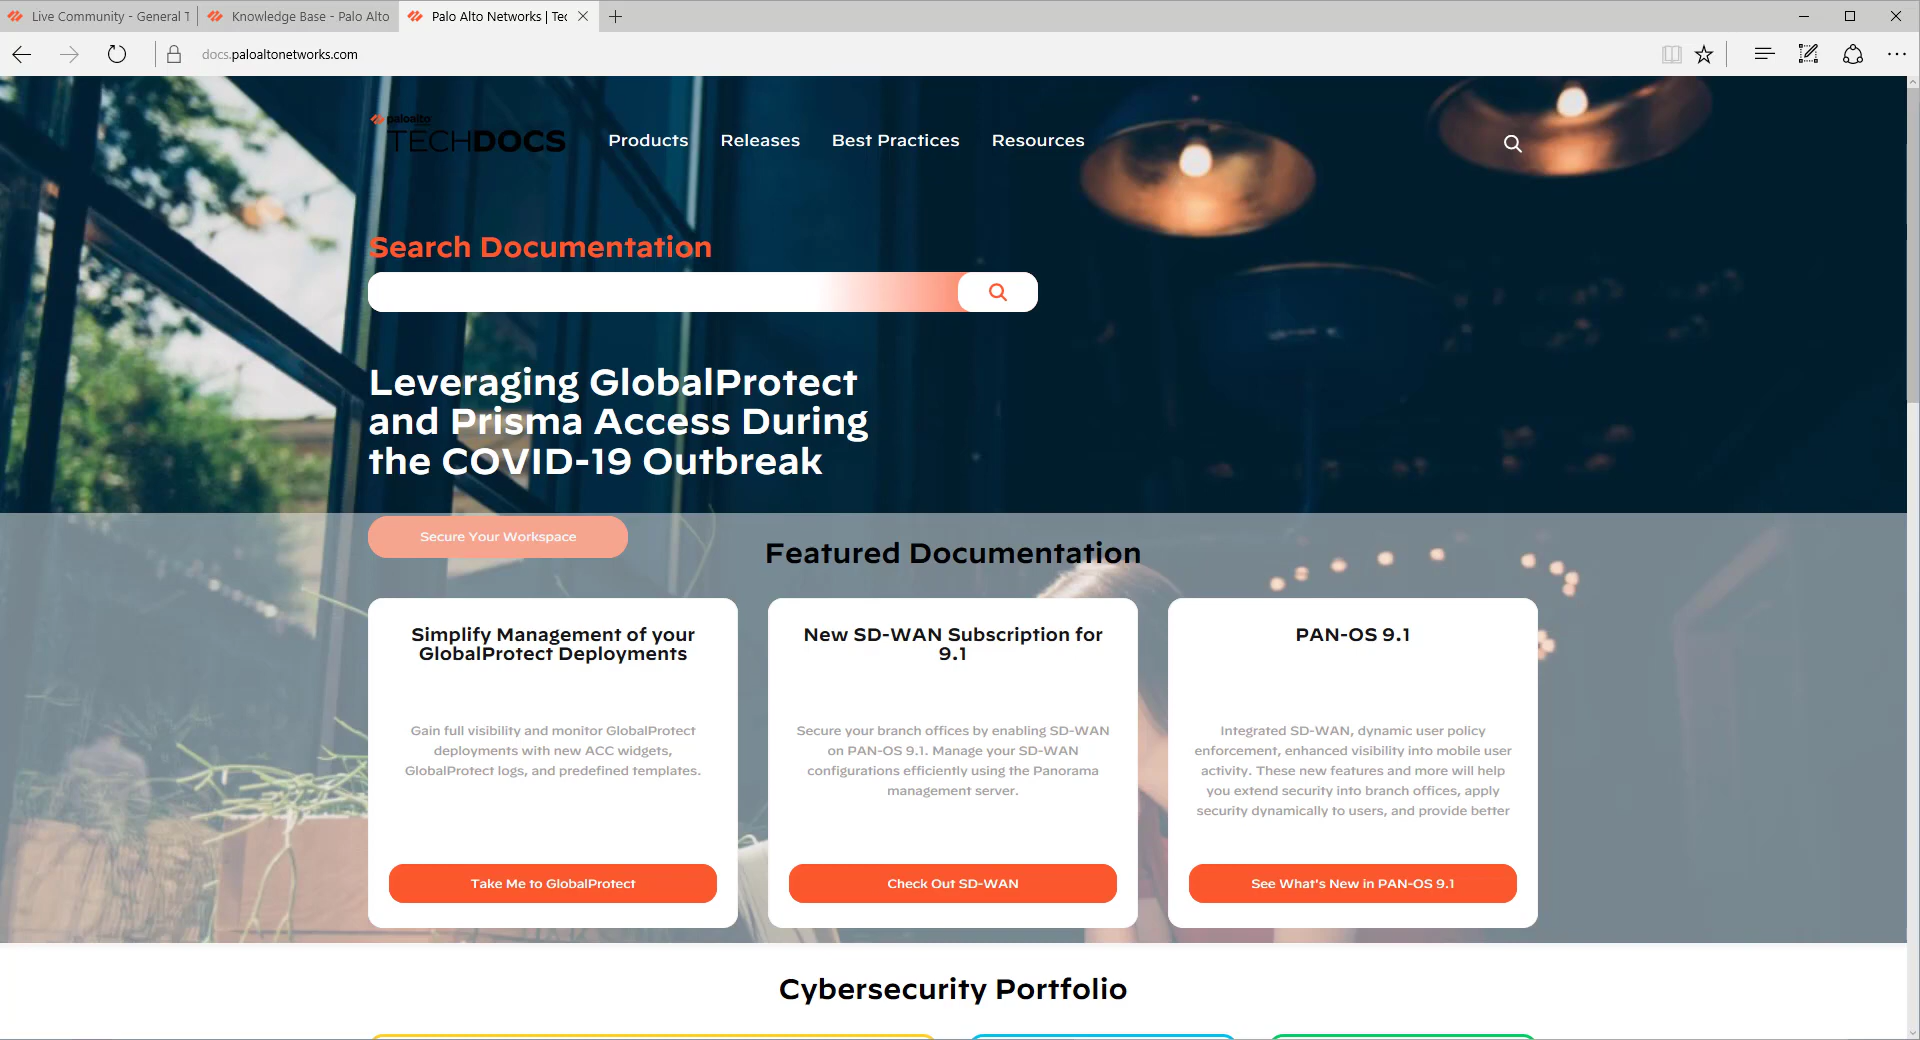 Live Community - General T
Knowledge Base - Palo Alto
Palo Alto Networks | Tec
docs.paloaltonetworks.com
paloalto
TECHDOCS
Products
Releases
Best Practices
Resources
Search Documentation
Leveraging GlobalProtect
and Prisma Access During
the COVID-19 Outbreak
Secure Your Workspace
Featured Documentation
Simplify Management of your
GlobalProtect Deployments
Gain full visibility and monitor GlobalProtect
deployments with new ACC widgets,
GlobalProtect logs, and predefined templates.
Take Me to GlobalProtect
New SD-WAN Subscription for
9.1
Secure your branch offices by enabling SD-WAN
on PAN-OS 9.1. Manage your SD-WAN
configurations efficiently using the Panorama
management server.
Check Out SD-WAN
PAN-OS 9.1
Integrated SD-WAN, dynamic user policy
enforcement, enhanced visibility into mobile user
activity. These new features and more will help
you extend security into branch offices, apply
security dynamically to users, and provide better
See What's New in PAN-OS 9.1
Cybersecurity Portfolio